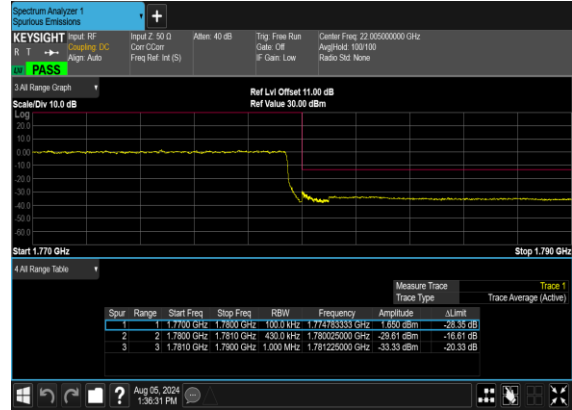 Spectrum Analyzer 1
Spurious Emissions
KEYSIGHT Input: RF Input Z: 50 Ω Atten: 40 dB Trig: Free Run Center Freq: 22.005000000 GHz
R T Coupling: DC Corr CCorr Gate: Off Avg|Hold: 100/100
Align: Auto Freq Ref: Int (S) IF Gain: Low Radio Std: None
PASS
3 All Range Graph
Ref Lvl Offset 11.00 dB
Scale/Div 10.0 dB Ref Value 30.00 dBm
Log
20.0
10.0
0.00
-10.0
-20.0
-30.0
-40.0
-50.0
-60.0
Start 1.770 GHz Stop 1.790 GHz
4 All Range Table
Measure Trace Trace 1
Trace Type Trace Average (Active)
Spur Range Start Freq Stop Freq RBW Frequency Amplitude ΔLimit
1 1 1.7700 GHz 1.7800 GHz 100.0 kHz 1.774783333 GHz 1.650 dBm -28.35 dB
2 2 1.7800 GHz 1.7810 GHz 430.0 kHz 1.780025000 GHz -29.61 dBm -16.61 dB
3 3 1.7810 GHz 1.7900 GHz 1.000 MHz 1.781225000 GHz -33.33 dBm -20.33 dB
Aug 05, 2024
1:36:31 PM